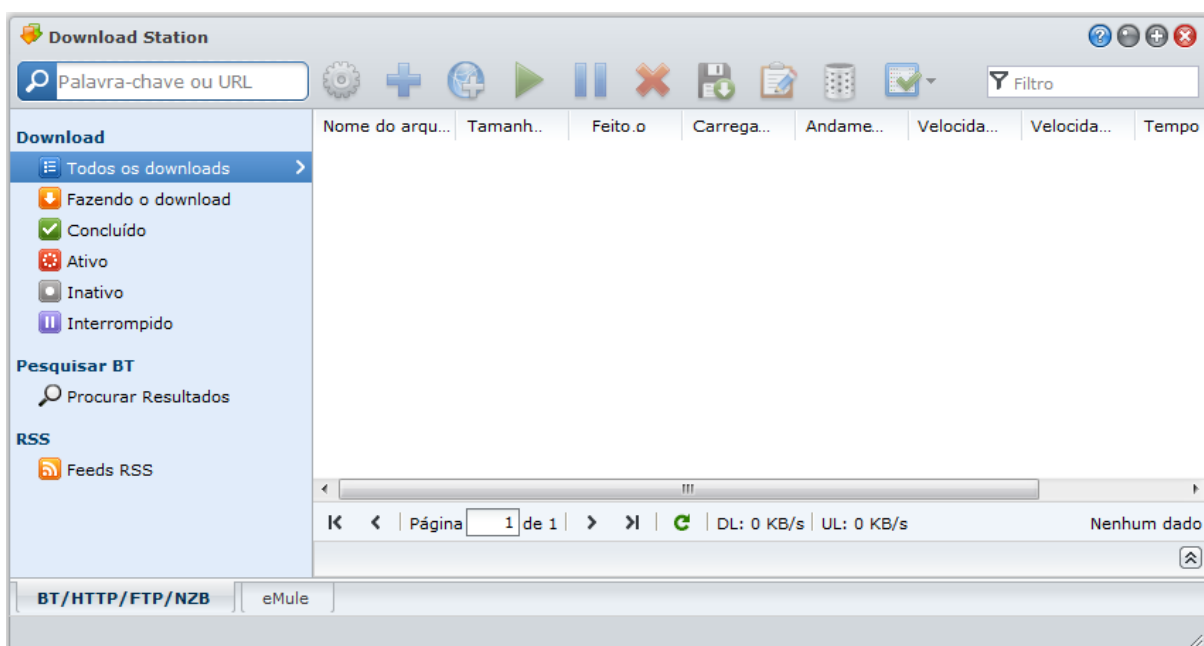 Download Station
Palavra-chave ou URL
Filtro
Download
Todos os downloads
Fazendo o download
Concluído
Ativo
Inativo
Interrompido
Pesquisar BT
Procurar Resultados
RSS
Feeds RSS
Nome do arqu... Tamanh... Feito.o Carrega... Andame... Velocida... Velocida... Tempo
Página 1 de 1 DL: 0 KB/s UL: 0 KB/s Nenhum dado
BT/HTTP/FTP/NZB eMule